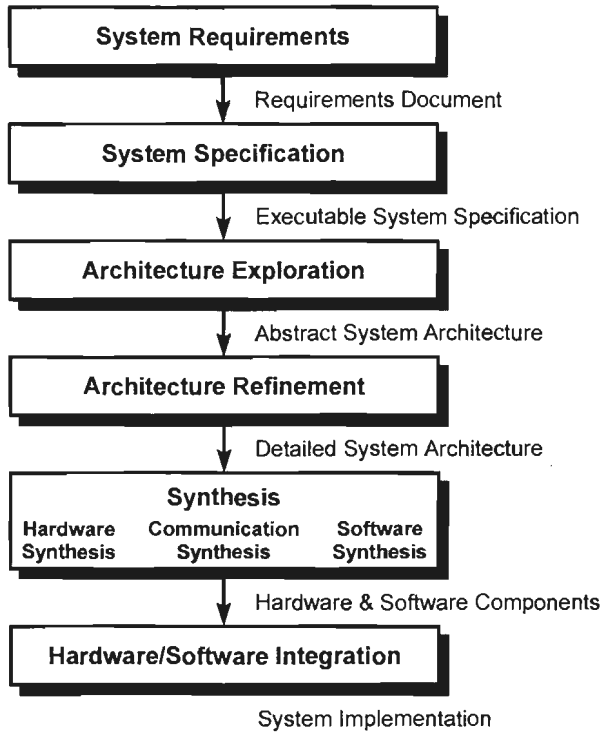 System Requirements
Requirements Document
System Specification
Executable System Specification
Architecture Exploration
Abstract System Architecture
Architecture Refinement
Detailed System Architecture
Synthesis
Hardware Communication Software
Synthesis Synthesis Synthesis
Hardware & Software Components
Hardware/Software Integration
System Implementation